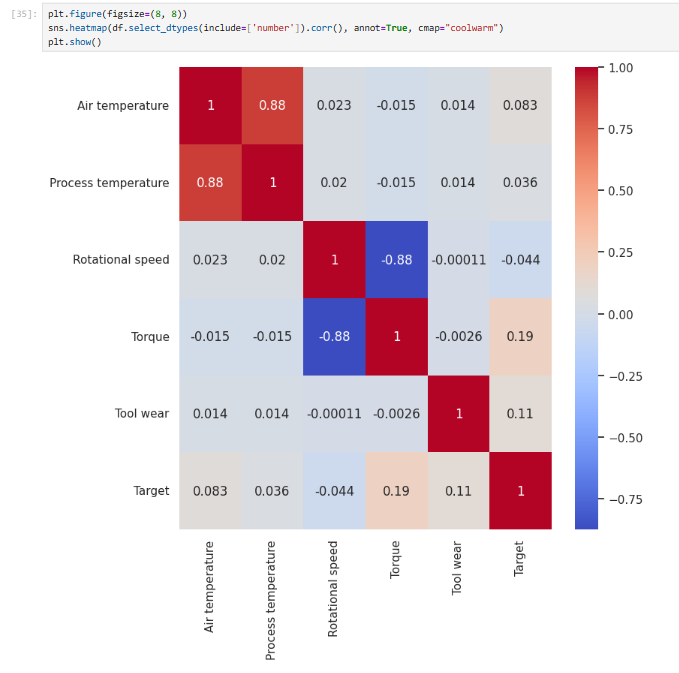 [35]: plt.figure(figsize=(8, 8))
sns.heatmap(df.select_dtypes(include=['number']).corr(), annot=True, cmap="coolwarm")
plt.show()
Air temperature 1 0.88 0.023 -0.015 0.014 0.083
Process temperature 0.88 1 0.02 -0.015 0.014 0.036
Rotational speed 0.023 0.02 1 -0.88 -0.00011 -0.044
Torque -0.015 -0.015 -0.88 1 -0.0026 0.19
Tool wear 0.014 0.014 -0.00011 -0.0026 1 0.11
Target 0.083 0.036 -0.044 0.19 0.11 1
Air temperature
Process temperature
Rotational speed
Torque
Tool wear
Target
1.00
0.75
0.50
0.25
0.00
−0.25
−0.50
−0.75